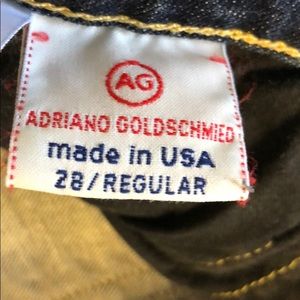 AG
ADRIANO GOLDSCHMIED
made in USA
28/REGULAR